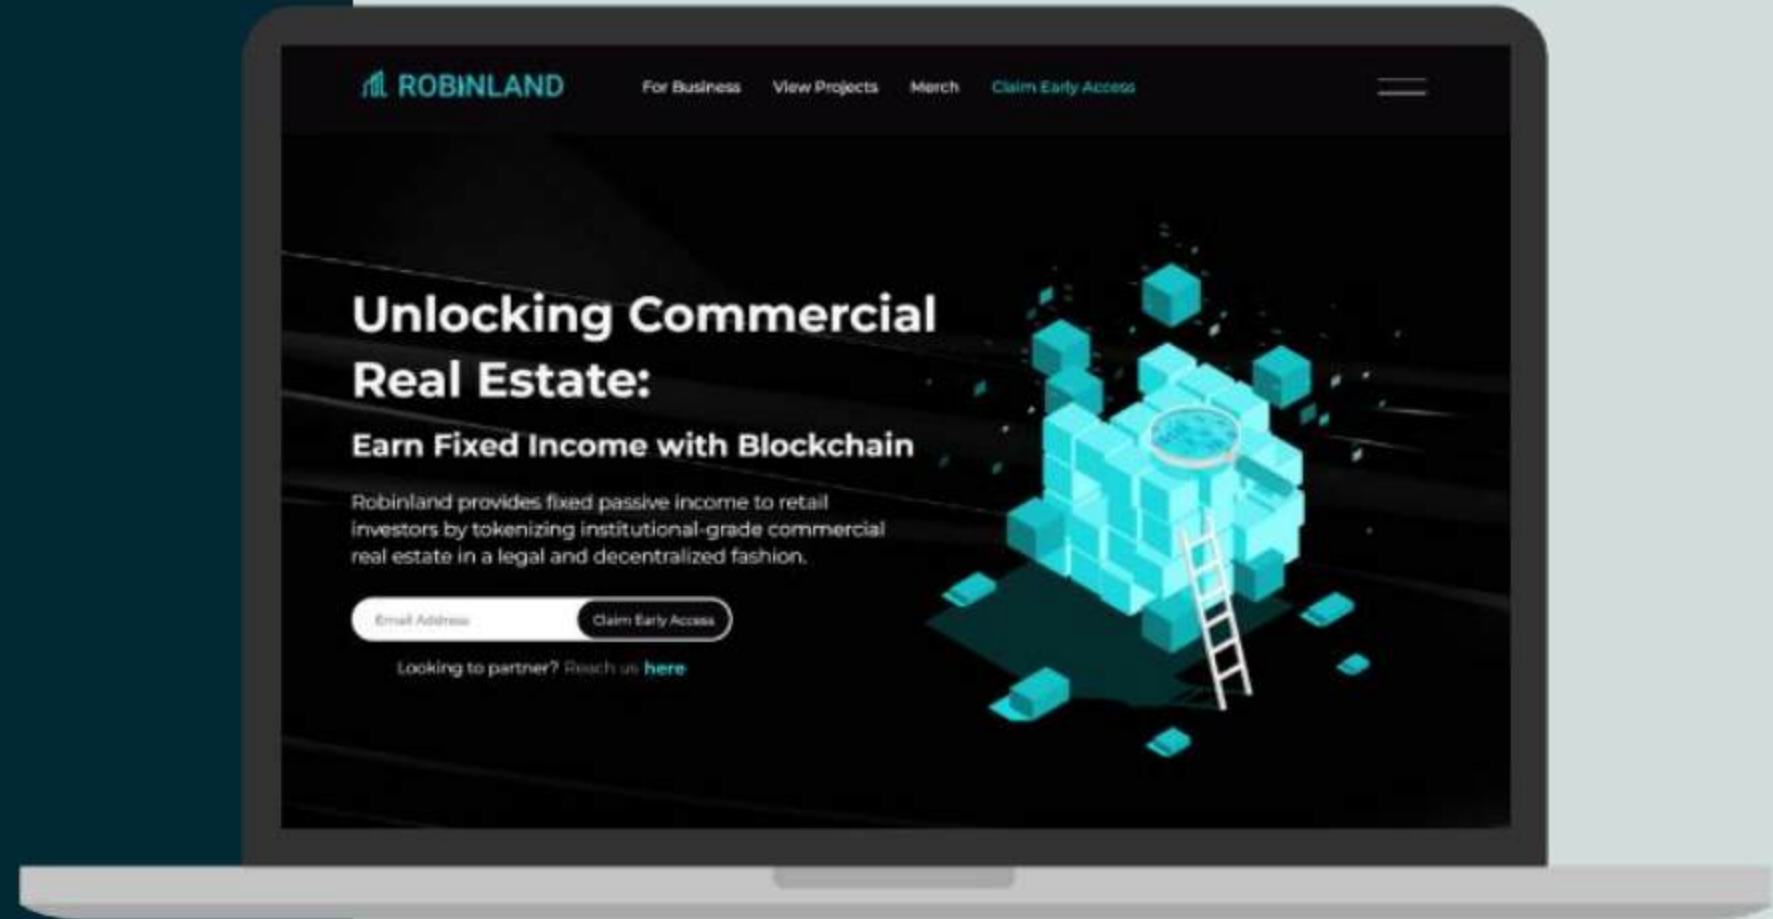 ROBINLAND
For Business View Projects Merch Claim Early Access
Unlocking Commercial
Real Estate:
Earn Fixed Income with Blockchain
Robinland provides fixed passive income to retail
investors by tokenizing institutional-grade commercial
real estate in a legal and decentralized fashion.
Email Address Claim Early Access
Looking to partner? Reach us here